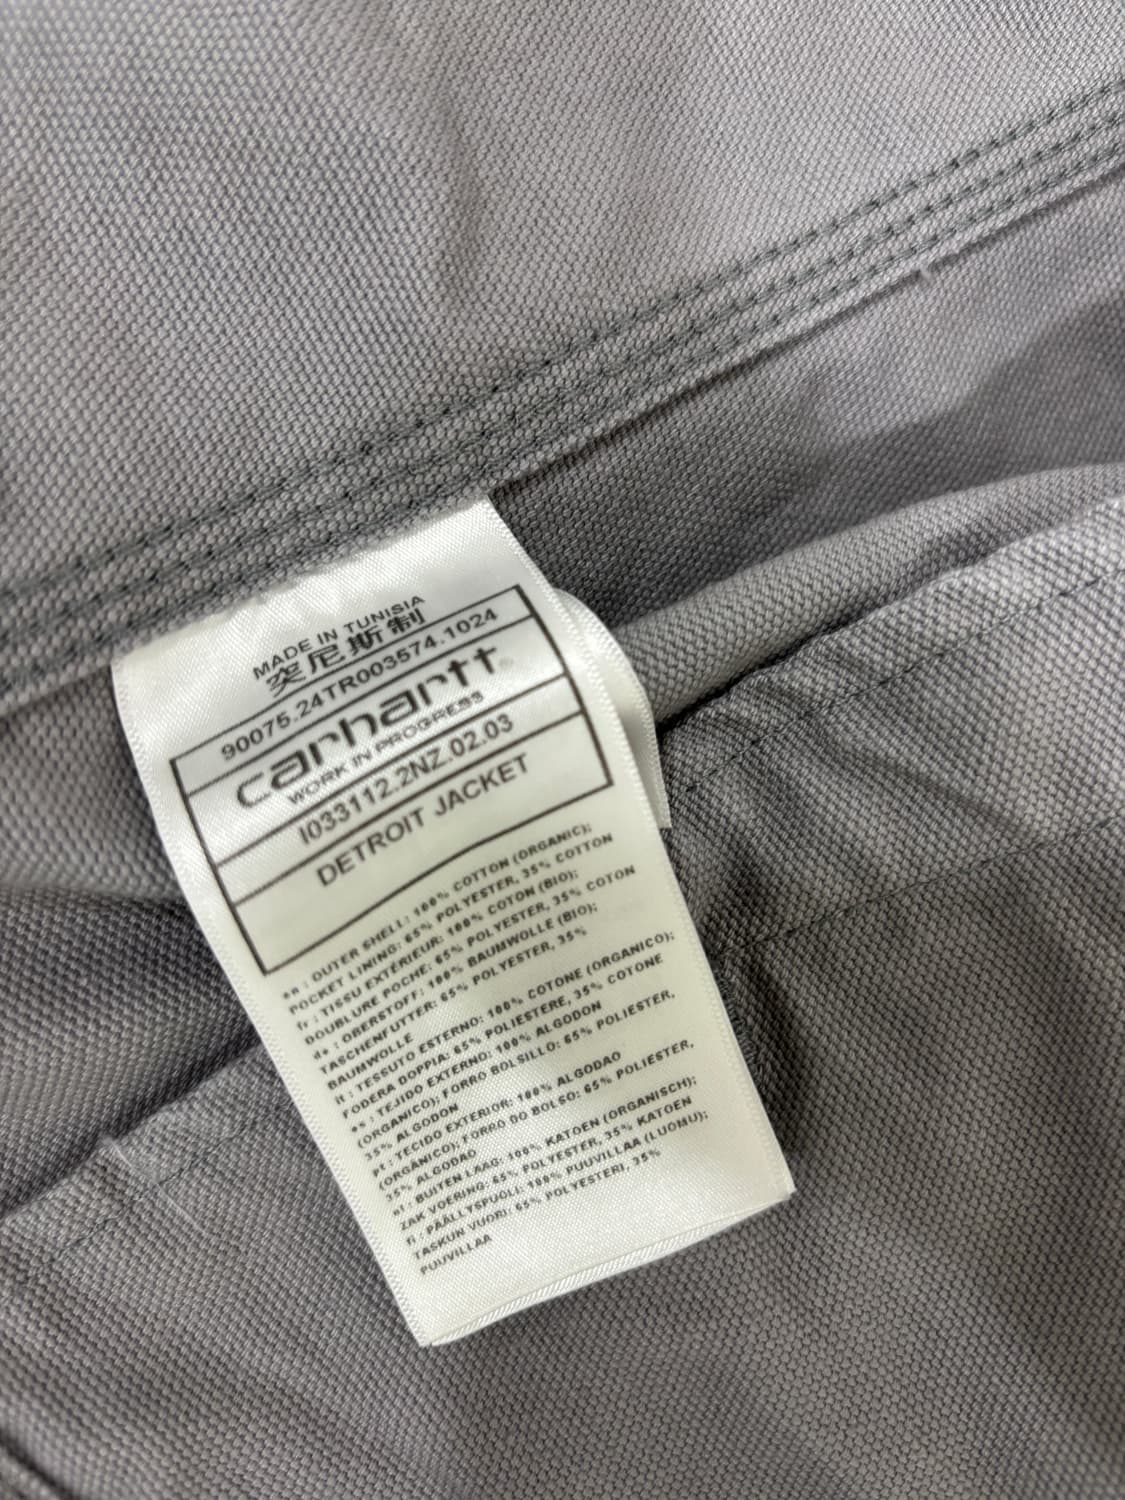 MADE IN TUNISIA
突尼斯制
90075.24TR003574.1024
carhartt®
WORK IN PROGRESS
I033112.2NZ.02.03
DETROIT JACKET
en : OUTER SHELL: 100% COTTON (ORGANIC);
POCKET LINING: 65% POLYESTER, 35% COTTON
fr : TISSU EXTÉRIEUR: 100% COTON (BIO);
DOUBLURE POCHE: 65% POLYESTER, 35% COTON
de : OBERSTOFF: 100% BAUMWOLLE (BIO);
TASCHENFUTTER: 65% POLYESTER, 35%
BAUMWOLLE
it : TESSUTO ESTERNO: 100% COTONE (ORGANICO);
FODERA DOPPIA: 65% POLIESTERE, 35% COTONE
es : TEJIDO EXTERNO: 100% ALGODON
(ORGANICO); FORRO BOLSILLO: 65% POLIESTER,
35% ALGODON
pt : TECIDO EXTERIOR: 100% ALGODAO
(ORGANICO); FORRO DO BOLSO: 65% POLIESTER,
35% ALGODAO
nl : BUITEN LAAG: 100% KATOEN (ORGANISCH);
ZAK VOERING: 65% POLYESTER, 35% KATOEN
fi : PÄÄLLYSPUOLI: 100% PUUVILLAA (LUOMU);
TASKUN VUORI: 65% POLYESTERI, 35%
PUUVILLAA